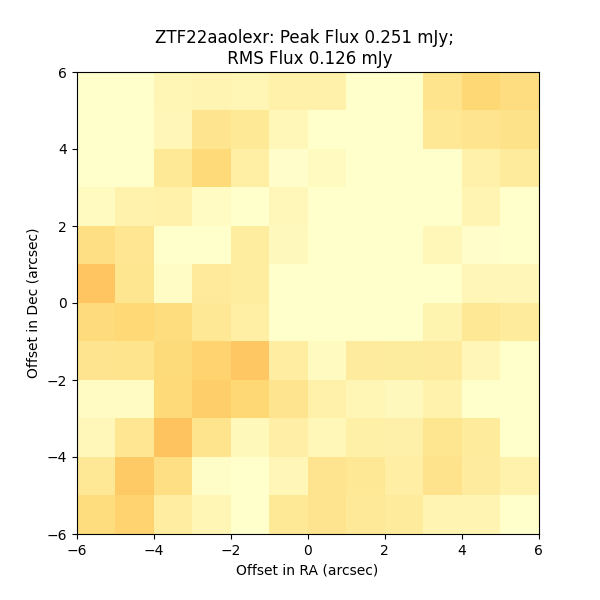 ZTF22aaolexr: Peak Flux 0.251 mJy;
RMS Flux 0.126 mJy
6
4
2
0
−2
−4
−6
Offset in Dec (arcsec)
−6 −4 −2 0 2 4 6
Offset in RA (arcsec)